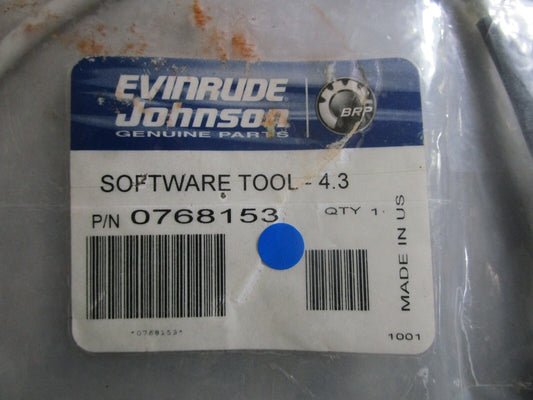 EVINRUDE
Johnson
GENUINE PARTS
BRP
SOFTWARE TOOL - 4.3
P/N 0768153 QTY 1
MADE IN US
*0768153*
1001